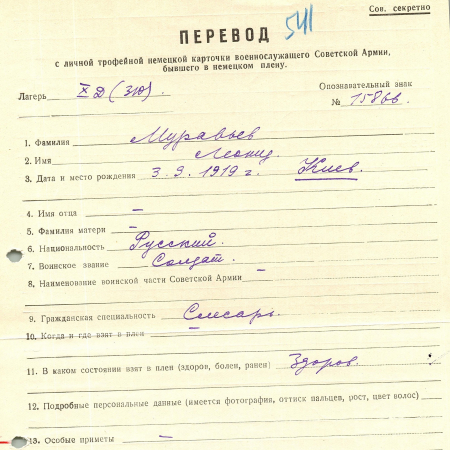 Сов. секретно
541
ПЕРЕВОД
с личной трофейной немецкой карточки военнослужащего Советской Армии,
бывшего в немецком плену.
Лагерь X Д (310).
Опознавательный знак
№ 15866.
1. Фамилия Муравьев
2. Имя Леонид.
3. Дата и место рождения 3.9.1919 г. Киев.
4. Имя отца —
5. Фамилия матери —
6. Национальность Русский.
7. Воинское звание Солдат.
8. Наименование воинской части Советской Армии —
9. Гражданская специальность Слесарь.
10. Когда и где взят в плен —
11. В каком состоянии взят в плен (здоров, болен, ранен) Здоров.
12. Подробные персональные данные (имеется фотография, оттиск пальцев, рост, цвет волос)
13. Особые приметы —